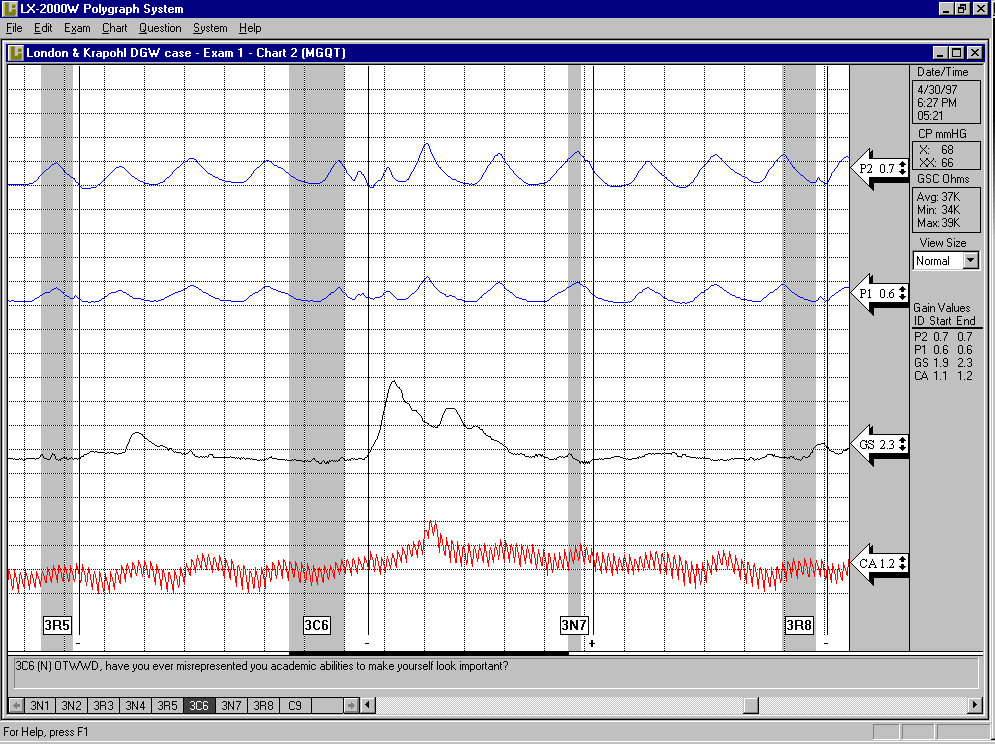 LX-2000W Polygraph System
File Edit Exam Chart Question System Help
London & Krapohl DGW case - Exam 1 - Chart 2 (MGQT)
Date/Time
4/30/97
6:27 PM
05:21
CP mmHG
X: 68
XX: 66
GSC Ohms
Avg: 37K
Min: 34K
Max: 39K
View Size
Normal
Gain Values
ID Start End
P2 0.7 0.7
P1 0.6 0.6
GS 1.9 2.3
CA 1.1 1.2
P2 0.7
P1 0.6
GS 2.3
CA 1.2
3R5 3C6 3N7 3R8
- - + -
3C6 (N) OTWWD, have you ever misrepresented you academic abilities to make yourself look important?
3N1 3N2 3R3 3N4 3R5 3C6 3N7 3R8 C9
For Help, press F1